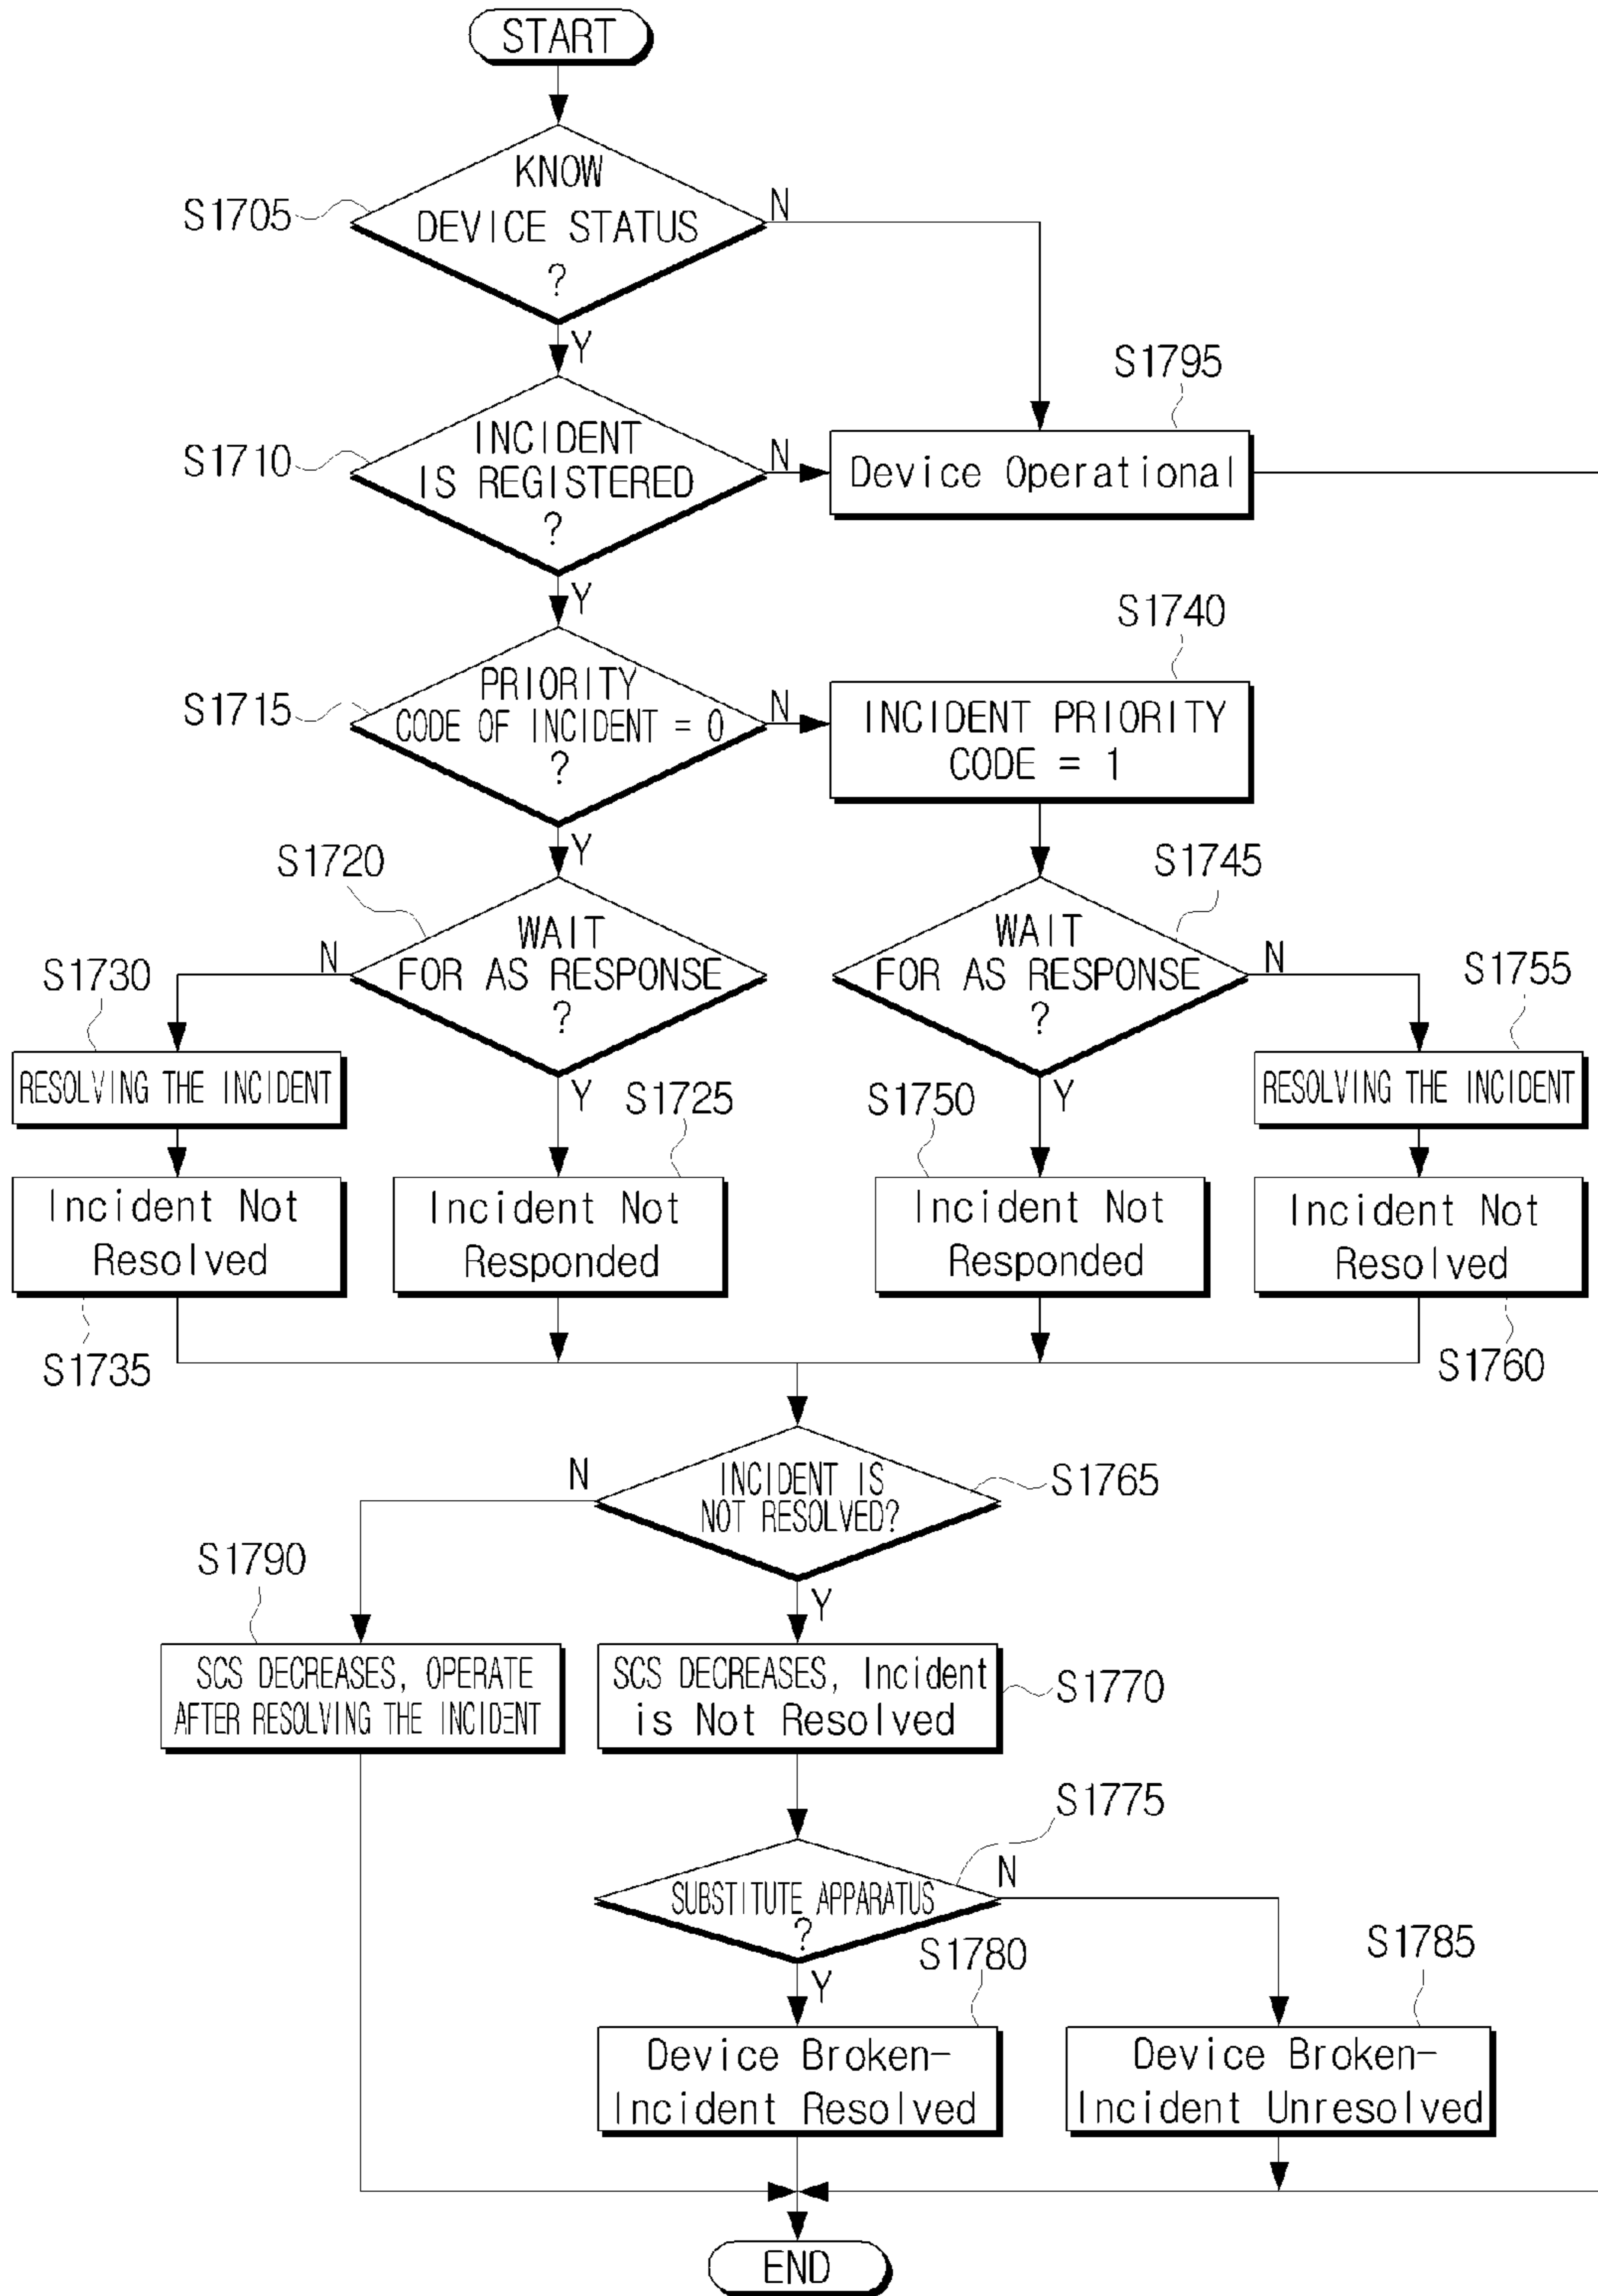 START
KNOW
DEVICE STATUS
?
S1705
N
Y
S1795
INCIDENT
IS REGISTERED
?
S1710
N
Device Operational
Y
S1740
PRIORITY
CODE OF INCIDENT = 0
?
S1715
N
INCIDENT PRIORITY
CODE = 1
Y
S1720
S1745
WAIT
FOR AS RESPONSE
?
N
Y
WAIT
FOR AS RESPONSE
?
N
Y
S1730
S1755
RESOLVING THE INCIDENT
S1725
S1750
RESOLVING THE INCIDENT
Incident Not
Resolved
Incident Not
Responded
Incident Not
Responded
Incident Not
Resolved
S1735
S1760
N
INCIDENT IS
NOT RESOLVED?
S1765
S1790
Y
SCS DECREASES, OPERATE
AFTER RESOLVING THE INCIDENT
SCS DECREASES, Incident
is Not Resolved
S1770
S1775
SUBSTITUTE APPARATUS
?
N
S1780
S1785
Y
Device Broken-
Incident Resolved
Device Broken-
Incident Unresolved
END